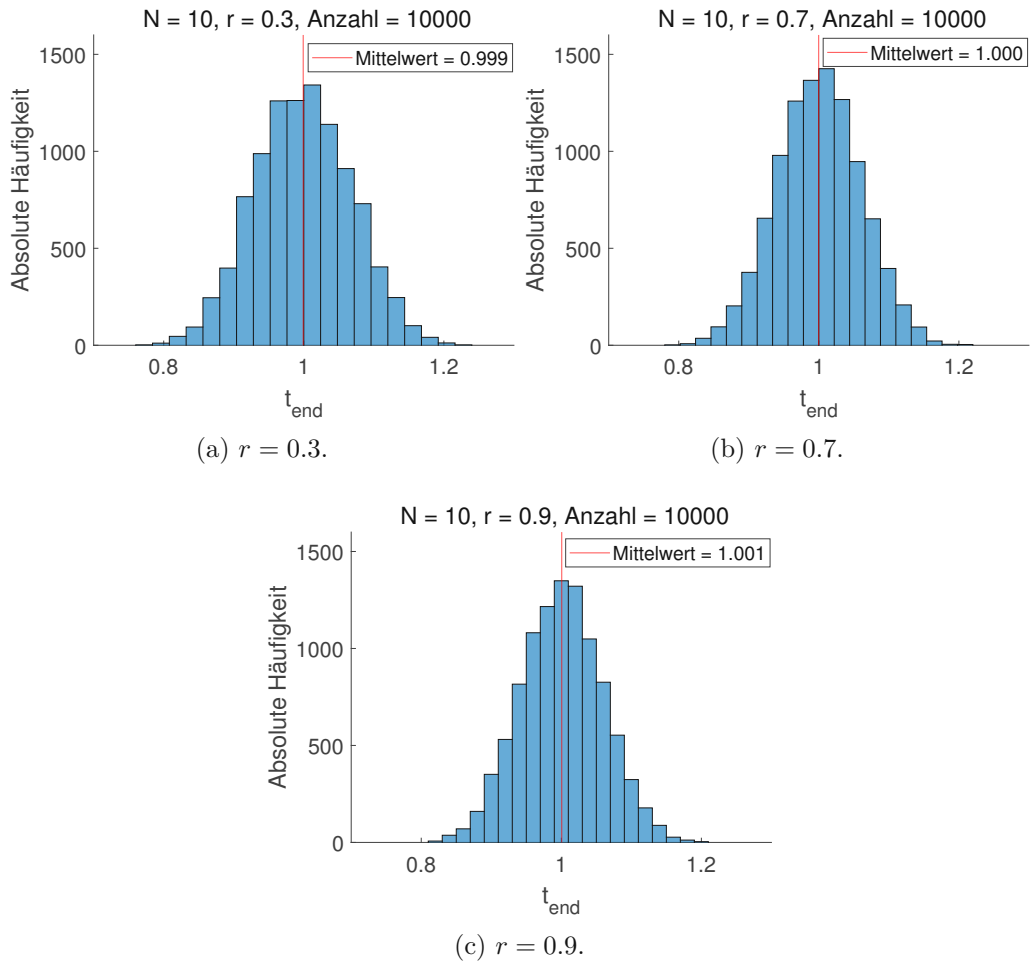 N = 10, r = 0.3, Anzahl = 10000
Mittelwert = 0.999
Absolute Häufigkeit
1500
1000
500
0
0.8
1
1.2
t_end
(a) r = 0.3.
N = 10, r = 0.7, Anzahl = 10000
Mittelwert = 1.000
Absolute Häufigkeit
1500
1000
500
0
0.8
1
1.2
t_end
(b) r = 0.7.
N = 10, r = 0.9, Anzahl = 10000
Mittelwert = 1.001
Absolute Häufigkeit
1500
1000
500
0
0.8
1
1.2
t_end
(c) r = 0.9.